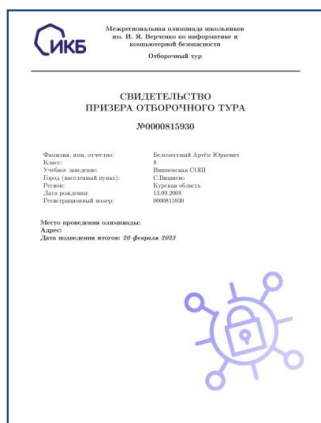 ИКБ
Межрегиональная олимпиада школьников
им. И. Я. Верченко по информатике и
компьютерной безопасности
Отборочный тур
СВИДЕТЕЛЬСТВО
ПРИЗЕРА ОТБОРОЧНОГО ТУРА
№0000815930
Фамилия, имя, отчество: Артём Юрьевич
Класс: 8
Учебное заведение: Вишневская СОШ
Город (населенный пункт): С.Вишнево
Регион: Курская область
Дата рождения: 13.09.2008
Регистрационный номер: 0000815930
Место проведения олимпиады:
Адрес:
Дата подведения итогов: 20 февраля 2023